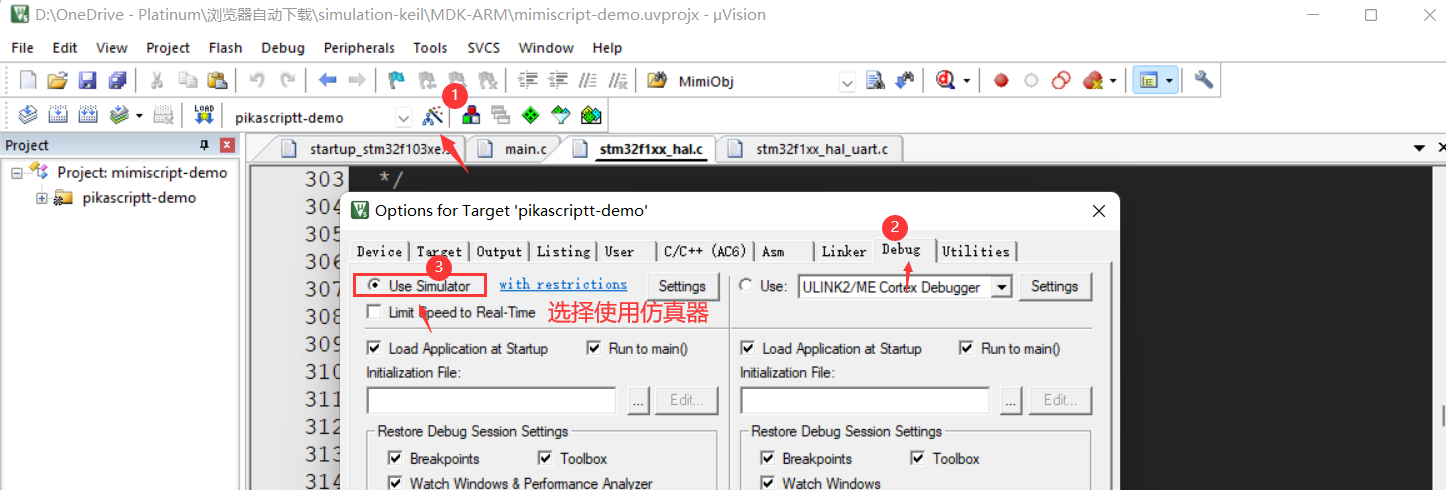 D:\OneDrive - Platinum\浏览器自动下载\simulation-keil\MDK-ARM\mimiscript-demo.uvprojx - µVision
File Edit View Project Flash Debug Peripherals Tools SVCS Window Help
MimiObj
LOAD
pikascriptt-demo
1
Project
startup_stm32f103xe.s main.c stm32f1xx_hal.c stm32f1xx_hal_uart.c
Project: mimiscript-demo
pikascriptt-demo
303 */
304
305
306
307
308
309
310
311
312
313
314
Options for Target 'pikascriptt-demo'
2
Device Target Output Listing User C/C++ (AC6) Asm Linker Debug Utilities
3
Use Simulator with restrictions Settings
Use: ULINK2/ME Cortex Debugger Settings
Limit Speed to Real-Time
选择使用仿真器
Load Application at Startup Run to main()
Load Application at Startup Run to main()
Initialization File:
Initialization File:
... Edit...
... Edit...
Restore Debug Session Settings
Restore Debug Session Settings
Breakpoints Toolbox
Breakpoints Toolbox
Watch Windows & Performance Analyzer
Watch Windows